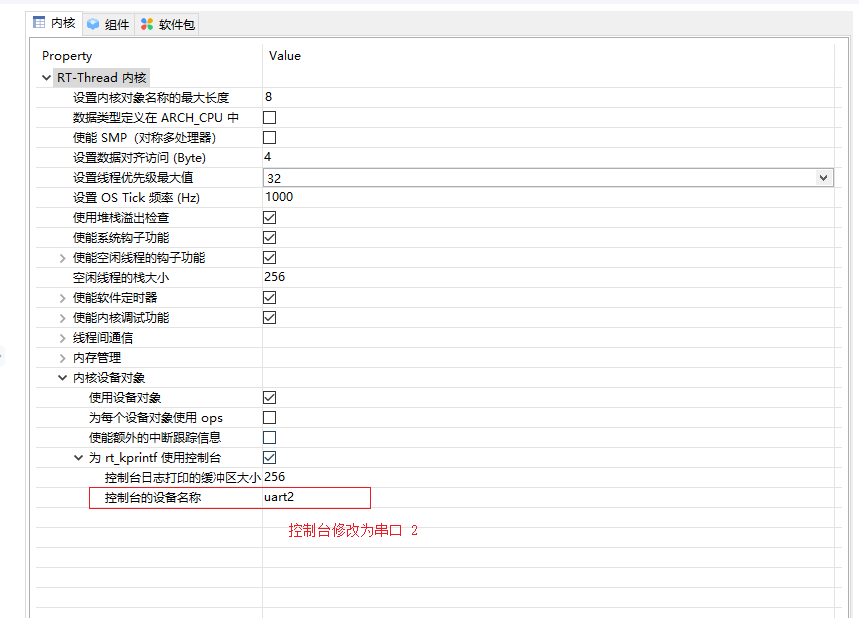 内核 组件 软件包
Property Value
RT-Thread 内核
设置内核对象名称的最大长度 8
数据类型定义在 ARCH_CPU 中
使能 SMP（对称多处理器）
设置数据对齐访问 (Byte) 4
设置线程优先级最大值 32
设置 OS Tick 频率 (Hz) 1000
使用堆栈溢出检查
使能系统钩子功能
使能空闲线程的钩子功能
空闲线程的栈大小 256
使能软件定时器
使能内核调试功能
线程间通信
内存管理
内核设备对象
使用设备对象
为每个设备对象使用 ops
使能额外的中断跟踪信息
为 rt_kprintf 使用控制台
控制台日志打印的缓冲区大小 256
控制台的设备名称 uart2
控制台修改为串口 2